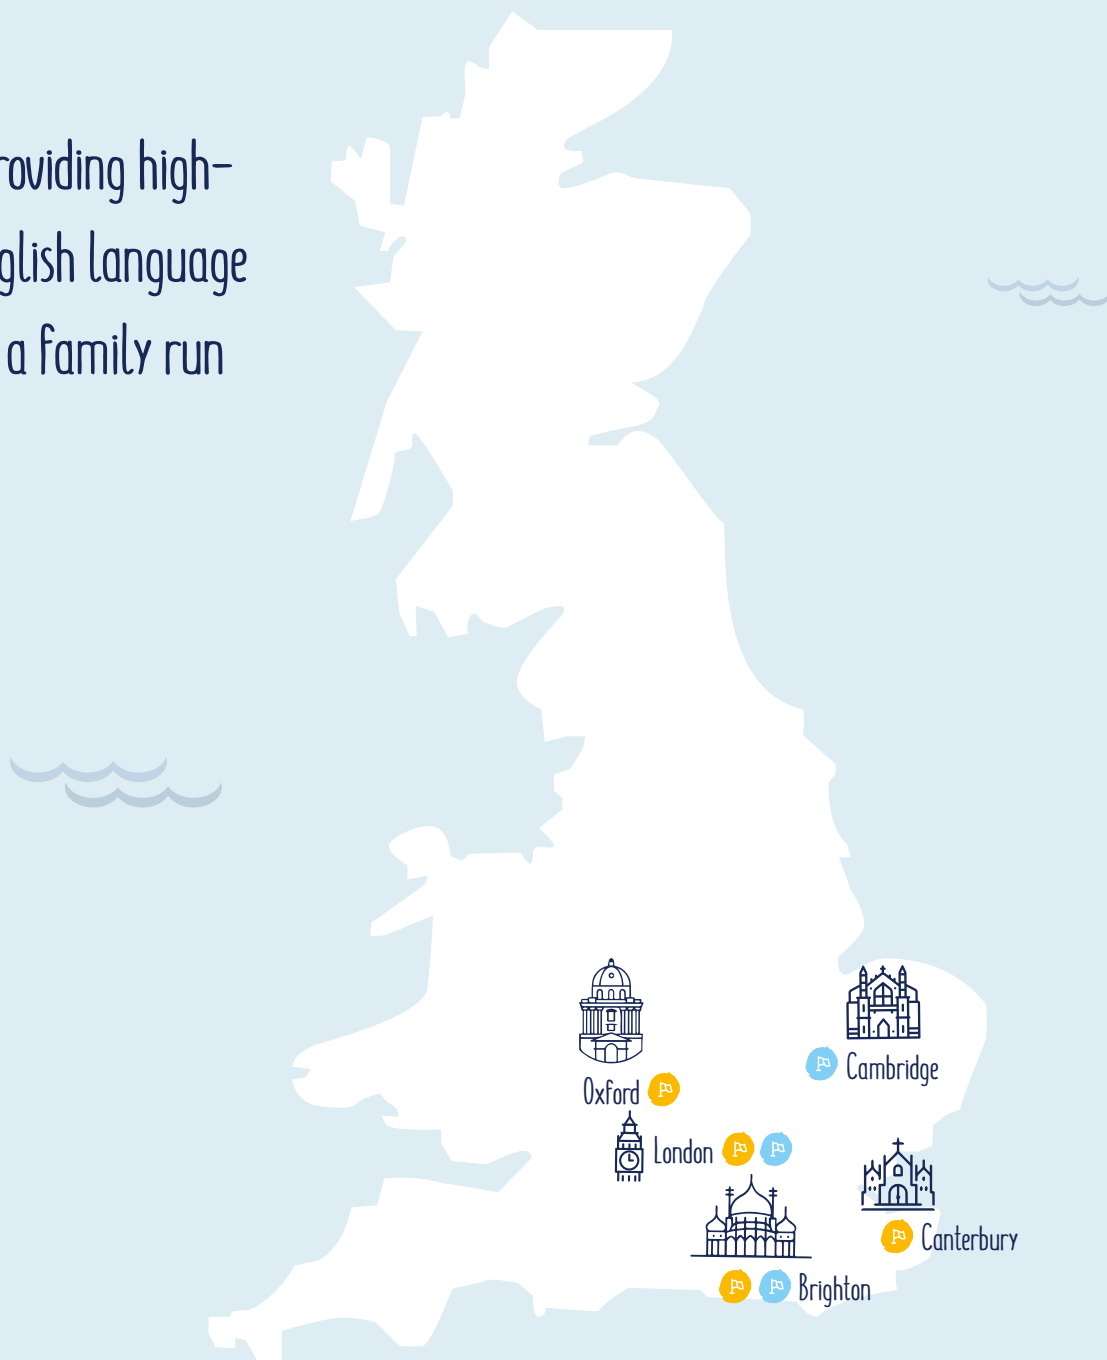 roviding high-
glish language
a family run
Oxford
Cambridge
London
Canterbury
Brighton